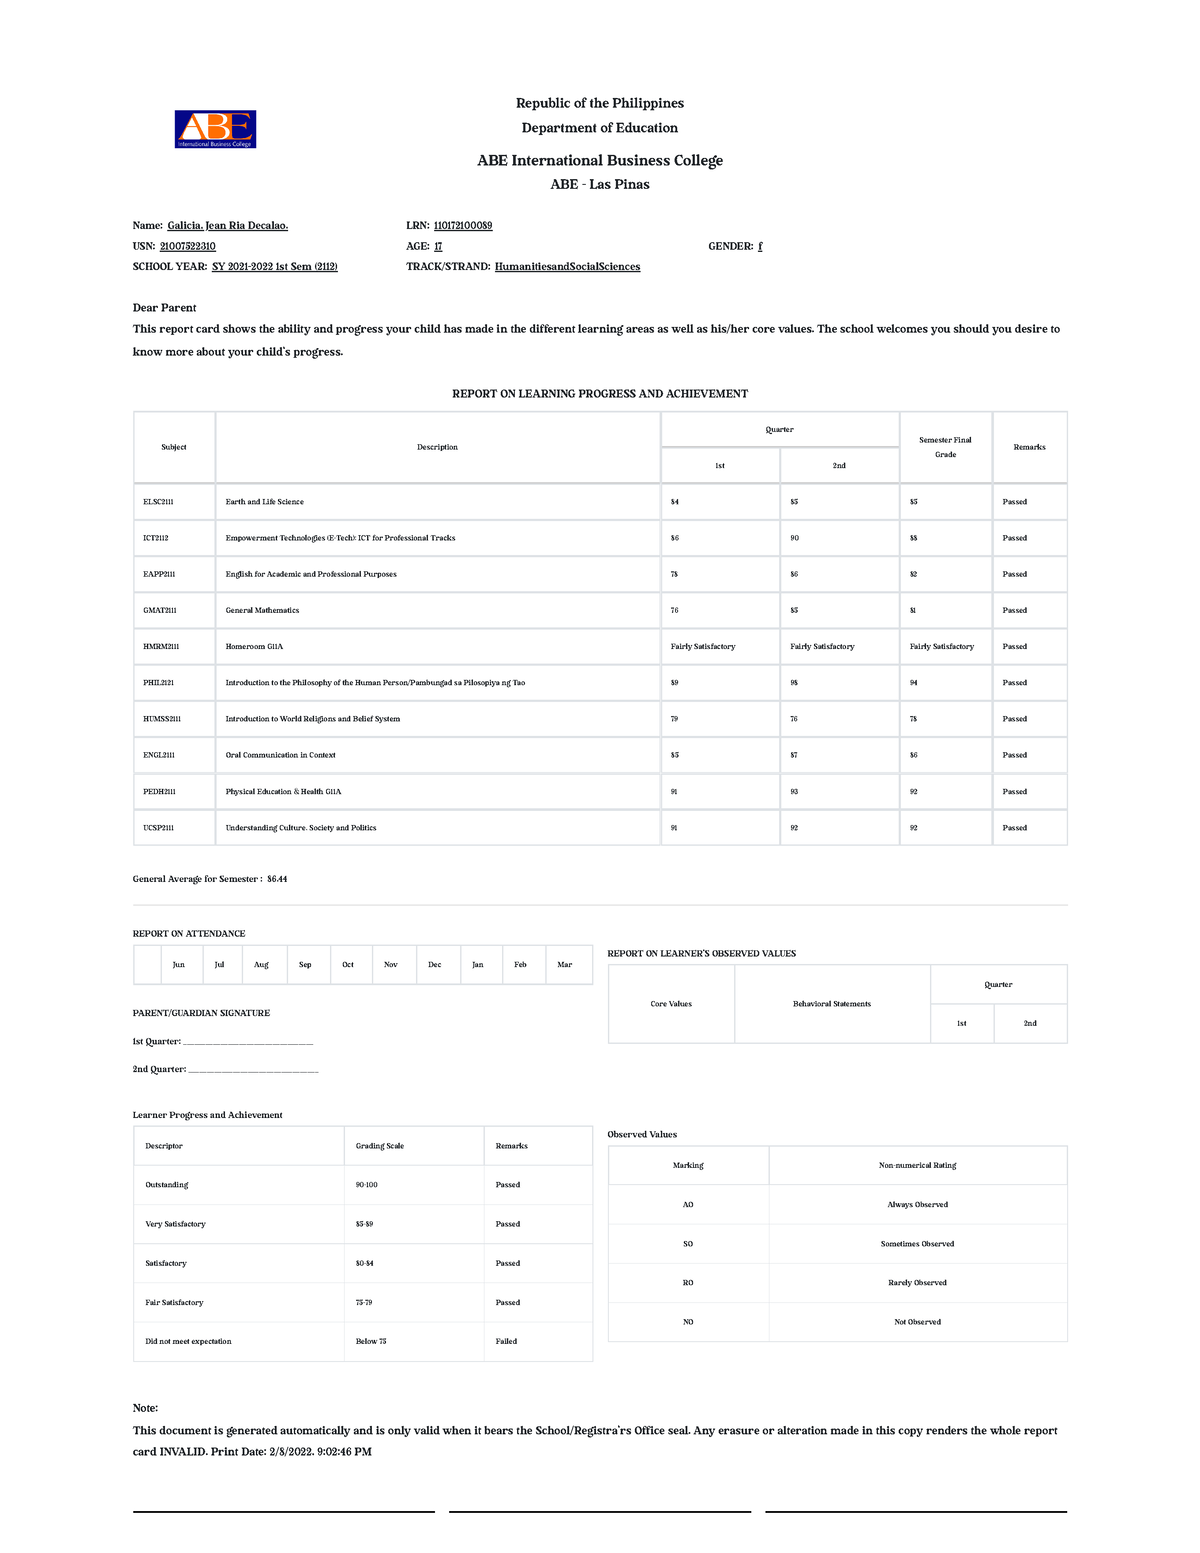 ABE
International Business College
Republic of the Philippines
Department of Education
ABE International Business College
ABE - Las Pinas
Name: Galicia, Jean Ria Decalao. LRN: 110172100089
USN: 21007522310 AGE: 17 GENDER: f
SCHOOL YEAR: SY 2021-2022 1st Sem (2112) TRACK/STRAND: HumanitiesandSocialSciences
Dear Parent
This report card shows the ability and progress your child has made in the different learning areas as well as his/her core values. The school welcomes you should you desire to
know more about your child's progress.
REPORT ON LEARNING PROGRESS AND ACHIEVEMENT
Subject Description Quarter Semester Final Grade Remarks
1st 2nd
ELSC2111 Earth and Life Science 84 85 85 Passed
ICT2112 Empowerment Technologies (E-Tech): ICT for Professional Tracks 86 90 88 Passed
EAPP2111 English for Academic and Professional Purposes 78 86 82 Passed
GMAT2111 General Mathematics 76 85 81 Passed
HMRM2111 Homeroom G11A Fairly Satisfactory Fairly Satisfactory Fairly Satisfactory Passed
PHIL2121 Introduction to the Philosophy of the Human Person/Pambungad sa Pilosopiya ng Tao 89 98 94 Passed
HUMSS2111 Introduction to World Religions and Belief System 79 76 78 Passed
ENGL2111 Oral Communication in Context 85 87 86 Passed
PEDH2111 Physical Education & Health G11A 91 93 92 Passed
UCSP2111 Understanding Culture, Society and Politics 91 92 92 Passed
General Average for Semester : 86.44
REPORT ON ATTENDANCE
Jun Jul Aug Sep Oct Nov Dec Jan Feb Mar
PARENT/GUARDIAN SIGNATURE
1st Quarter: ______________________________
2nd Quarter: ______________________________
REPORT ON LEARNER'S OBSERVED VALUES
Core Values Behavioral Statements Quarter
1st 2nd
Learner Progress and Achievement
Descriptor Grading Scale Remarks
Outstanding 90-100 Passed
Very Satisfactory 85-89 Passed
Satisfactory 80-84 Passed
Fair Satisfactory 75-79 Passed
Did not meet expectation Below 75 Failed
Observed Values
Marking Non-numerical Rating
AO Always Observed
SO Sometimes Observed
RO Rarely Observed
NO Not Observed
Note:
This document is generated automatically and is only valid when it bears the School/Registra'rs Office seal. Any erasure or alteration made in this copy renders the whole report
card INVALID. Print Date: 2/8/2022, 9:02:46 PM